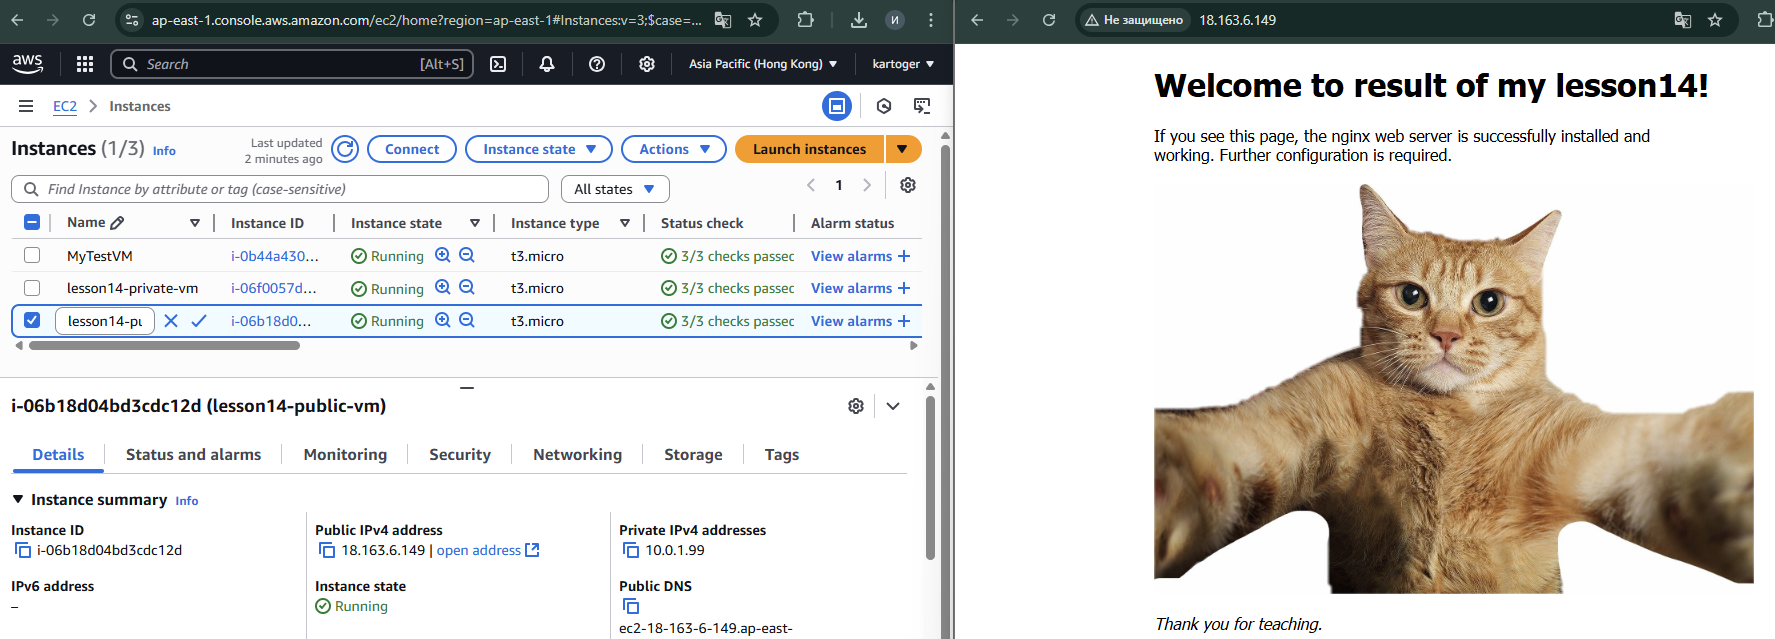 ap-east-1.console.aws.amazon.com/ec2/home?region=ap-east-1#Instances:v=3;$case=...
И
aws
Search
[Alt+S]
Asia Pacific (Hong Kong)
kartoger
EC2
Instances
Instances (1/3) Info
Last updated
2 minutes ago
Connect
Instance state
Actions
Launch instances
Find Instance by attribute or tag (case-sensitive)
All states
1
Name Instance ID Instance state Instance type Status check Alarm status
MyTestVM i-0b44a430... Running t3.micro 3/3 checks passec View alarms +
lesson14-private-vm i-06f0057d... Running t3.micro 3/3 checks passec View alarms +
lesson14-pu i-06b18d0... Running t3.micro 3/3 checks passec View alarms +
i-06b18d04bd3cdc12d (lesson14-public-vm)
Details Status and alarms Monitoring Security Networking Storage Tags
Instance summary Info
Instance ID Public IPv4 address Private IPv4 addresses
i-06b18d04bd3cdc12d 18.163.6.149 | open address 10.0.1.99
IPv6 address Instance state Public DNS
– Running
ec2-18-163-6-149.ap-east-
Не защищено 18.163.6.149
Welcome to result of my lesson14!
If you see this page, the nginx web server is successfully installed and
working. Further configuration is required.
Thank you for teaching.